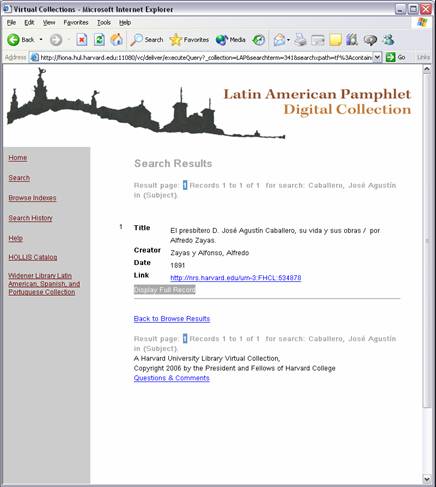 Virtual Collections - Microsoft Internet Explorer
File Edit View Favorites Tools Help
Back Search Favorites Media
Address http://fiona.hul.harvard.edu:11080/vc/deliver/executeQuery?_collection=LAP&searchterm=341&searchxpath=tf%3Acontain Go Links
Latin American Pamphlet
Digital Collection
Home
Search
Browse Indexes
Search History
Help
HOLLIS Catalog
Widener Library Latin
American, Spanish, and
Portuguese Collection
Search Results
Result page: 1 Records 1 to 1 of 1 for search: Caballero, José Agustín
in (Subject).
1 Title El presbítero D. José Agustín Caballero, su vida y sus obras / por
Alfredo Zayas.
Creator Zayas y Alfonso, Alfredo
Date 1891
Link http://nrs.harvard.edu/urn-3:FHCL:534878
Display Full Record
Back to Browse Results
Result page: 1 Records 1 to 1 of 1 for search: Caballero, José Agustín
in (Subject).
A Harvard University Library Virtual Collection,
Copyright 2006 by the President and Fellows of Harvard College
Questions & Comments